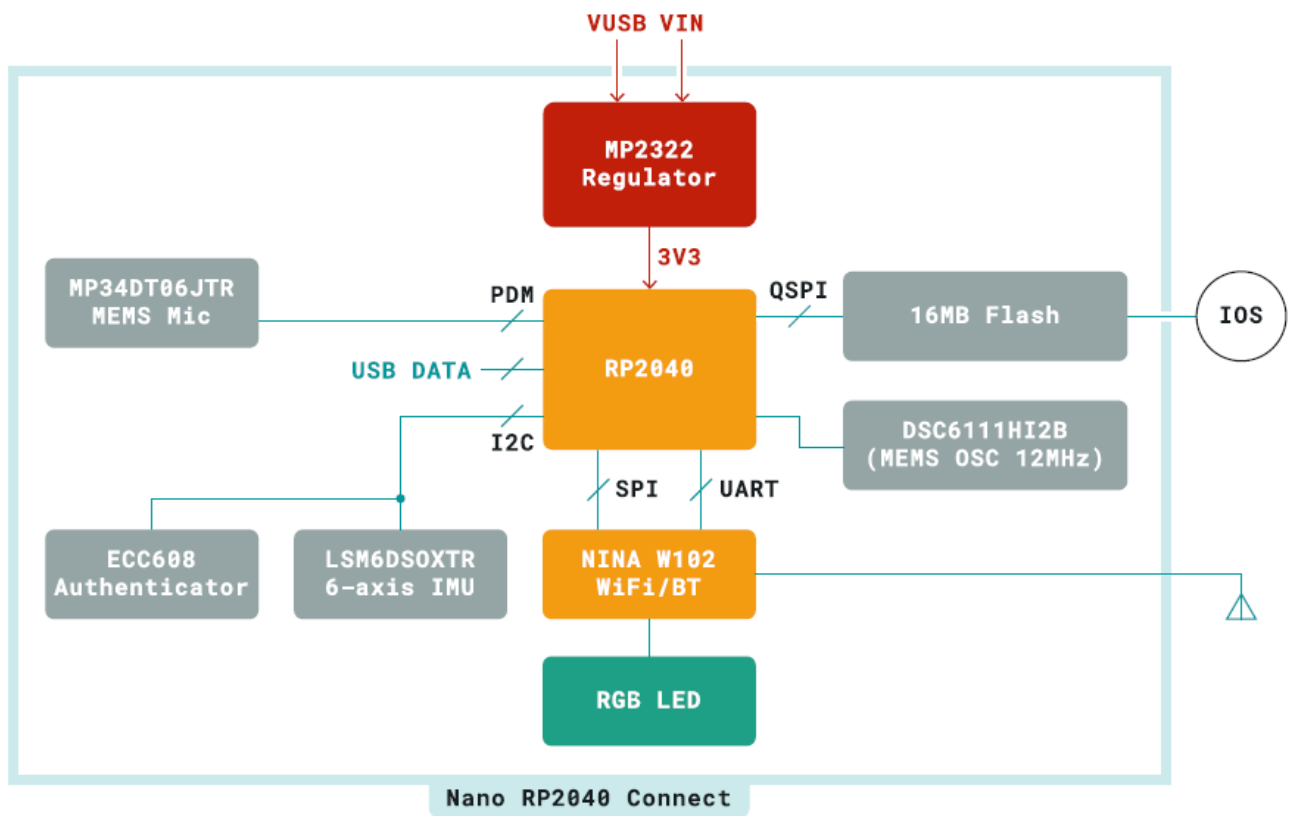 VUSB VIN
MP2322
Regulator
3V3
MP34DT06JTR
MEMS Mic
PDM
QSPI
16MB Flash
IOS
USB DATA
RP2040
I2C
DSC6111HI2B
(MEMS OSC 12MHz)
SPI
UART
ECC608
Authenticator
LSM6DSOXTR
6-axis IMU
NINA W102
WiFi/BT
RGB LED
Nano RP2040 Connect